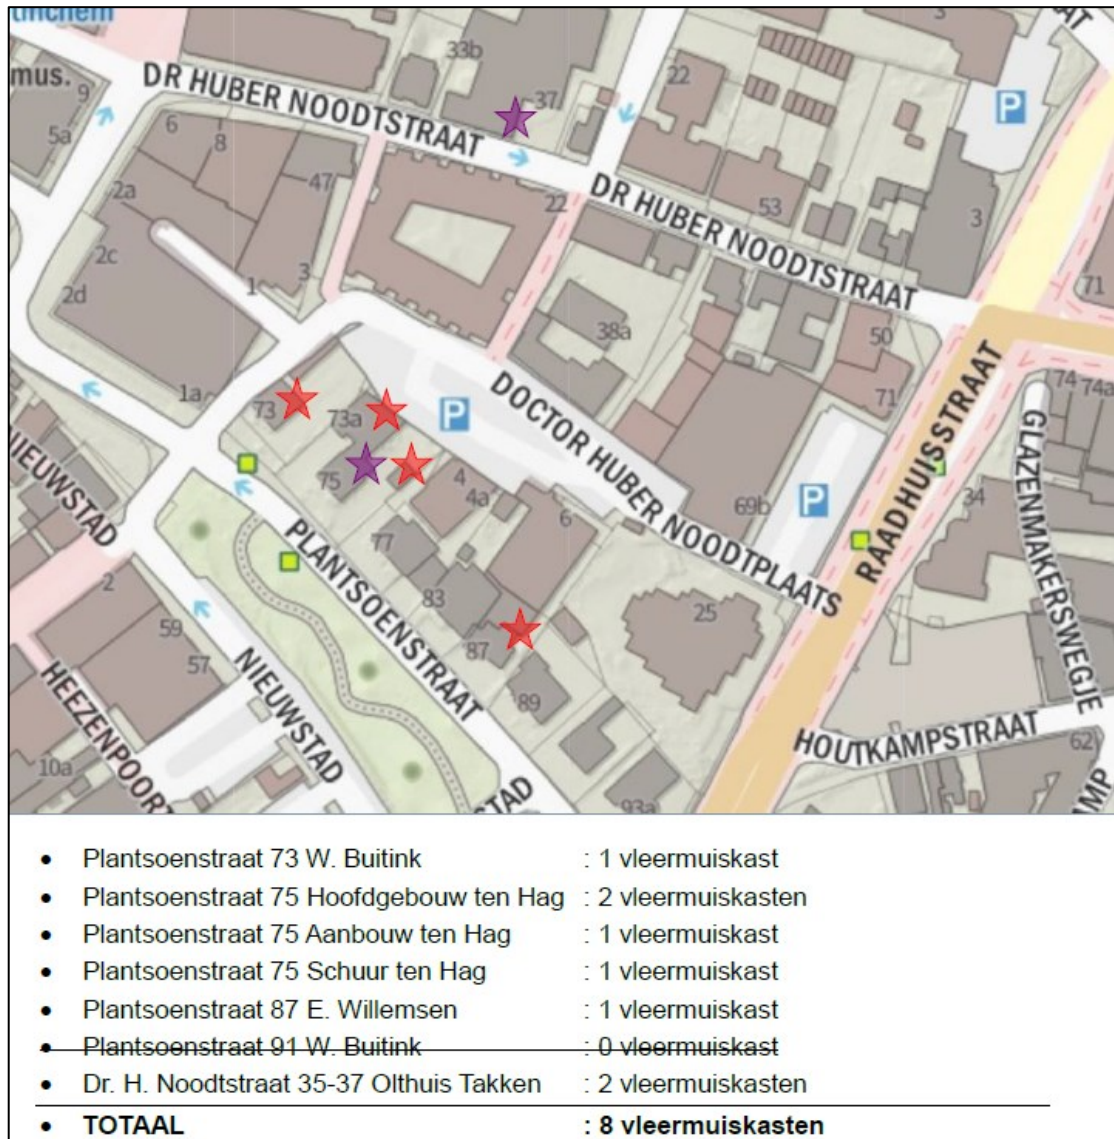 tinchem
mus.
9
5a
33b
37
22
3
AT
DR HUBER NOODTSTRAAT
P
6
8
47
2a
2c
2d
1
3
22
DR HUBER NOODTSTRAAT
53
3
71
38a
50
71
1a
73
73a
P
DOCTOR HUBER NOODTPLAATS
RAADHUISSTRAAT
74
74a
GLAZENMAKERSWEGJE
NIEUWSTAD
75
4
4a
6
69b
P
34
PLANTSOENSTRAAT
77
83
87
89
25
2
59
57
NIEUWSTAD
HEEZENPOORT
10a
STAD
93a
HOUTKAMPSTRAAT
62
AMP
• Plantsoenstraat 73 W. Buitink : 1 vleermuiskast
• Plantsoenstraat 75 Hoofdgebouw ten Hag : 2 vleermuiskasten
• Plantsoenstraat 75 Aanbouw ten Hag : 1 vleermuiskast
• Plantsoenstraat 75 Schuur ten Hag : 1 vleermuiskast
• Plantsoenstraat 87 E. Willemsen : 1 vleermuiskast
• Plantsoenstraat 91 W. Buitink : 0 vleermuiskast
• Dr. H. Noodtstraat 35-37 Olthuis Takken : 2 vleermuiskasten
• TOTAAL : 8 vleermuiskasten